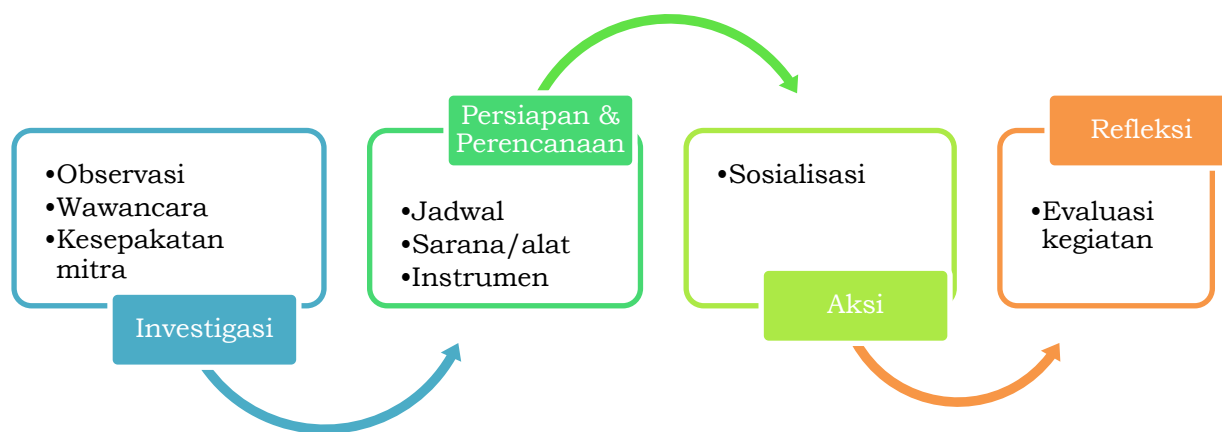 •Observasi
•Wawancara
•Kesepakatan
mitra
Investigasi
Persiapan &
Perencanaan
•Jadwal
•Sarana/alat
•Instrumen
•Sosialisasi
Aksi
Refleksi
•Evaluasi
kegiatan